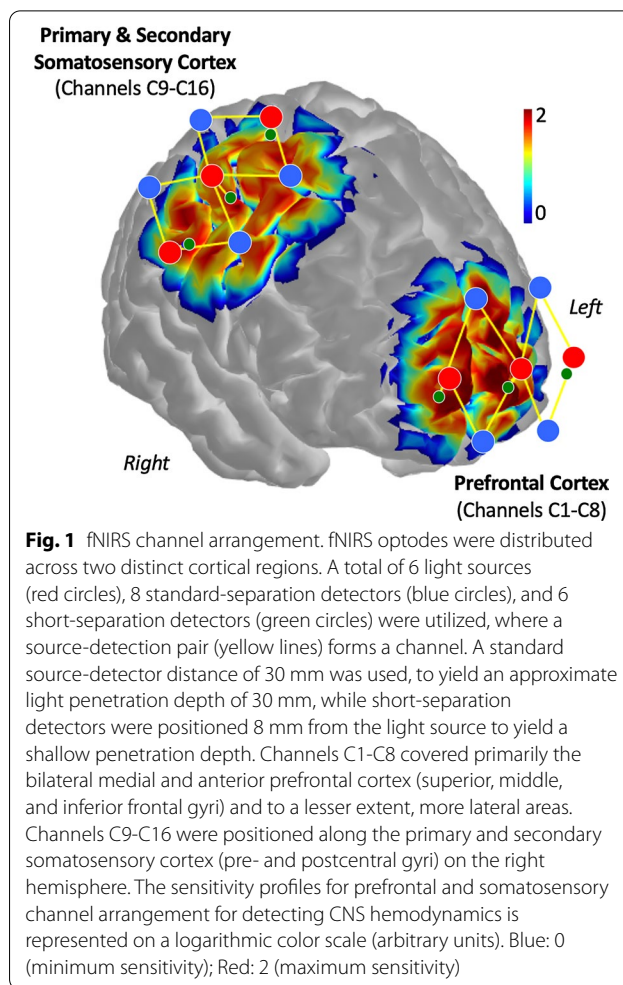 Primary & Secondary
Somatosensory Cortex
(Channels C9-C16)
2
0
Left
Right
Prefrontal Cortex
(Channels C1-C8)
Fig. 1 fNIRS channel arrangement. fNIRS optodes were distributed
across two distinct cortical regions. A total of 6 light sources
(red circles), 8 standard-separation detectors (blue circles), and 6
short-separation detectors (green circles) were utilized, where a
source-detection pair (yellow lines) forms a channel. A standard
source-detector distance of 30 mm was used, to yield an approximate
light penetration depth of 30 mm, while short-separation
detectors were positioned 8 mm from the light source to yield a
shallow penetration depth. Channels C1-C8 covered primarily the
bilateral medial and anterior prefrontal cortex (superior, middle,
and inferior frontal gyri) and to a lesser extent, more lateral areas.
Channels C9-C16 were positioned along the primary and secondary
somatosensory cortex (pre- and postcentral gyri) on the right
hemisphere. The sensitivity profiles for prefrontal and somatosensory
channel arrangement for detecting CNS hemodynamics is
represented on a logarithmic color scale (arbitrary units). Blue: 0
(minimum sensitivity); Red: 2 (maximum sensitivity)